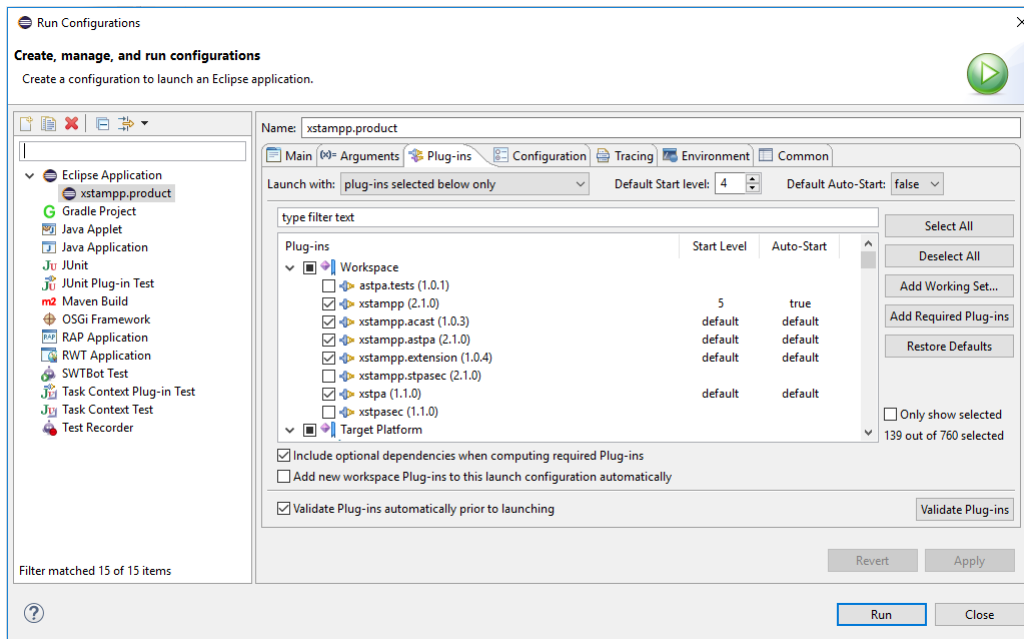 Run Configurations
Create, manage, and run configurations
Create a configuration to launch an Eclipse application.
Name: xstampp.product
Main (x)= Arguments Plug-ins Configuration Tracing Environment Common
Launch with: plug-ins selected below only Default Start level: 4 Default Auto-Start: false
type filter text
Plug-ins Start Level Auto-Start
Workspace
astpa.tests (1.0.1)
xstampp (2.1.0) 5 true
xstampp.acast (1.0.3) default default
xstampp.astpa (2.1.0) default default
xstampp.extension (1.0.4) default default
xstampp.stpasec (2.1.0)
xstpa (1.1.0) default default
xstpasec (1.1.0)
Target Platform
Select All
Deselect All
Add Working Set...
Add Required Plug-ins
Restore Defaults
Only show selected
139 out of 760 selected
Include optional dependencies when computing required Plug-ins
Add new workspace Plug-ins to this launch configuration automatically
Validate Plug-ins automatically prior to launching Validate Plug-ins
Eclipse Application
xstampp.product
G Gradle Project
Java Applet
J Java Application
Ju JUnit
JUnit Plug-in Test
m2 Maven Build
OSGi Framework
RAP RAP Application
RWT Application
SWTBot Test
Task Context Plug-in Test
Ju Task Context Test
Test Recorder
Filter matched 15 of 15 items
Revert Apply
? Run Close